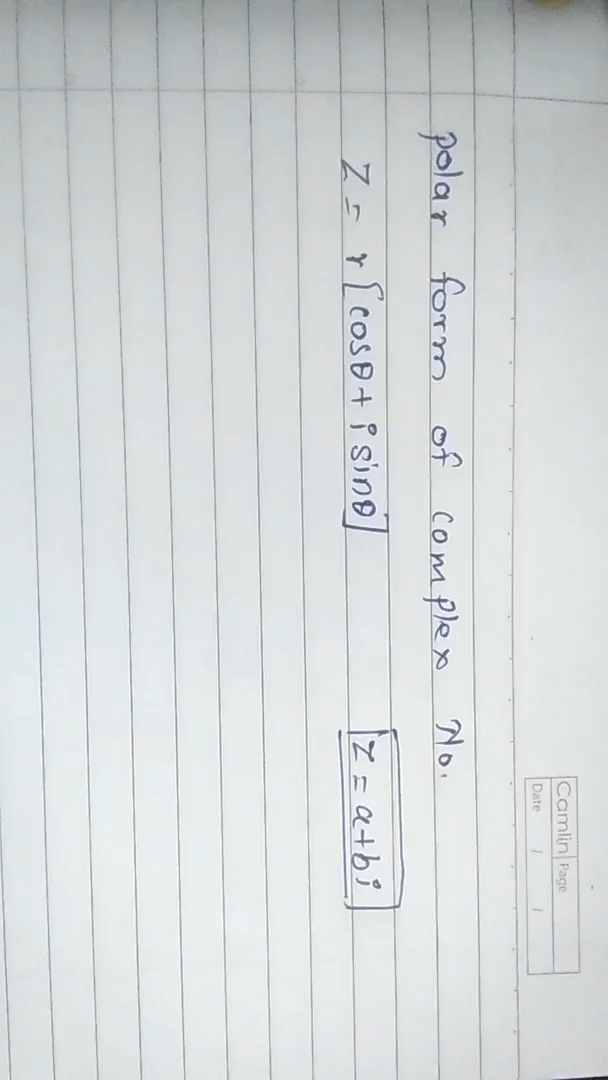 Camlin Page
Date / /
polar form of complex No.
Z = r[cosθ + i sinθ] z = a+bi